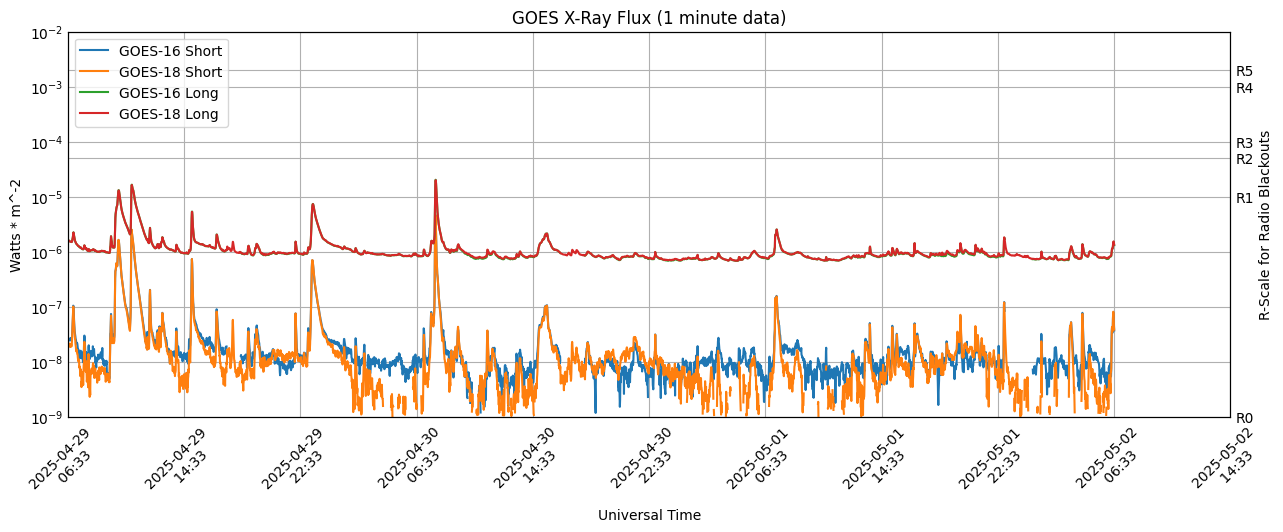 GOES X-Ray Flux (1 minute data)
GOES-16 Short
GOES-18 Short
GOES-16 Long
GOES-18 Long
Watts * m^-2
10^-2
10^-3
10^-4
10^-5
10^-6
10^-7
10^-8
10^-9
R5
R4
R3
R2
R1
R0
R-Scale for Radio Blackouts
2025-04-29
06:33
2025-04-29
14:33
2025-04-29
22:33
2025-04-30
06:33
2025-04-30
14:33
2025-04-30
22:33
2025-05-01
06:33
2025-05-01
14:33
2025-05-01
22:33
2025-05-02
06:33
2025-05-02
14:33
Universal Time